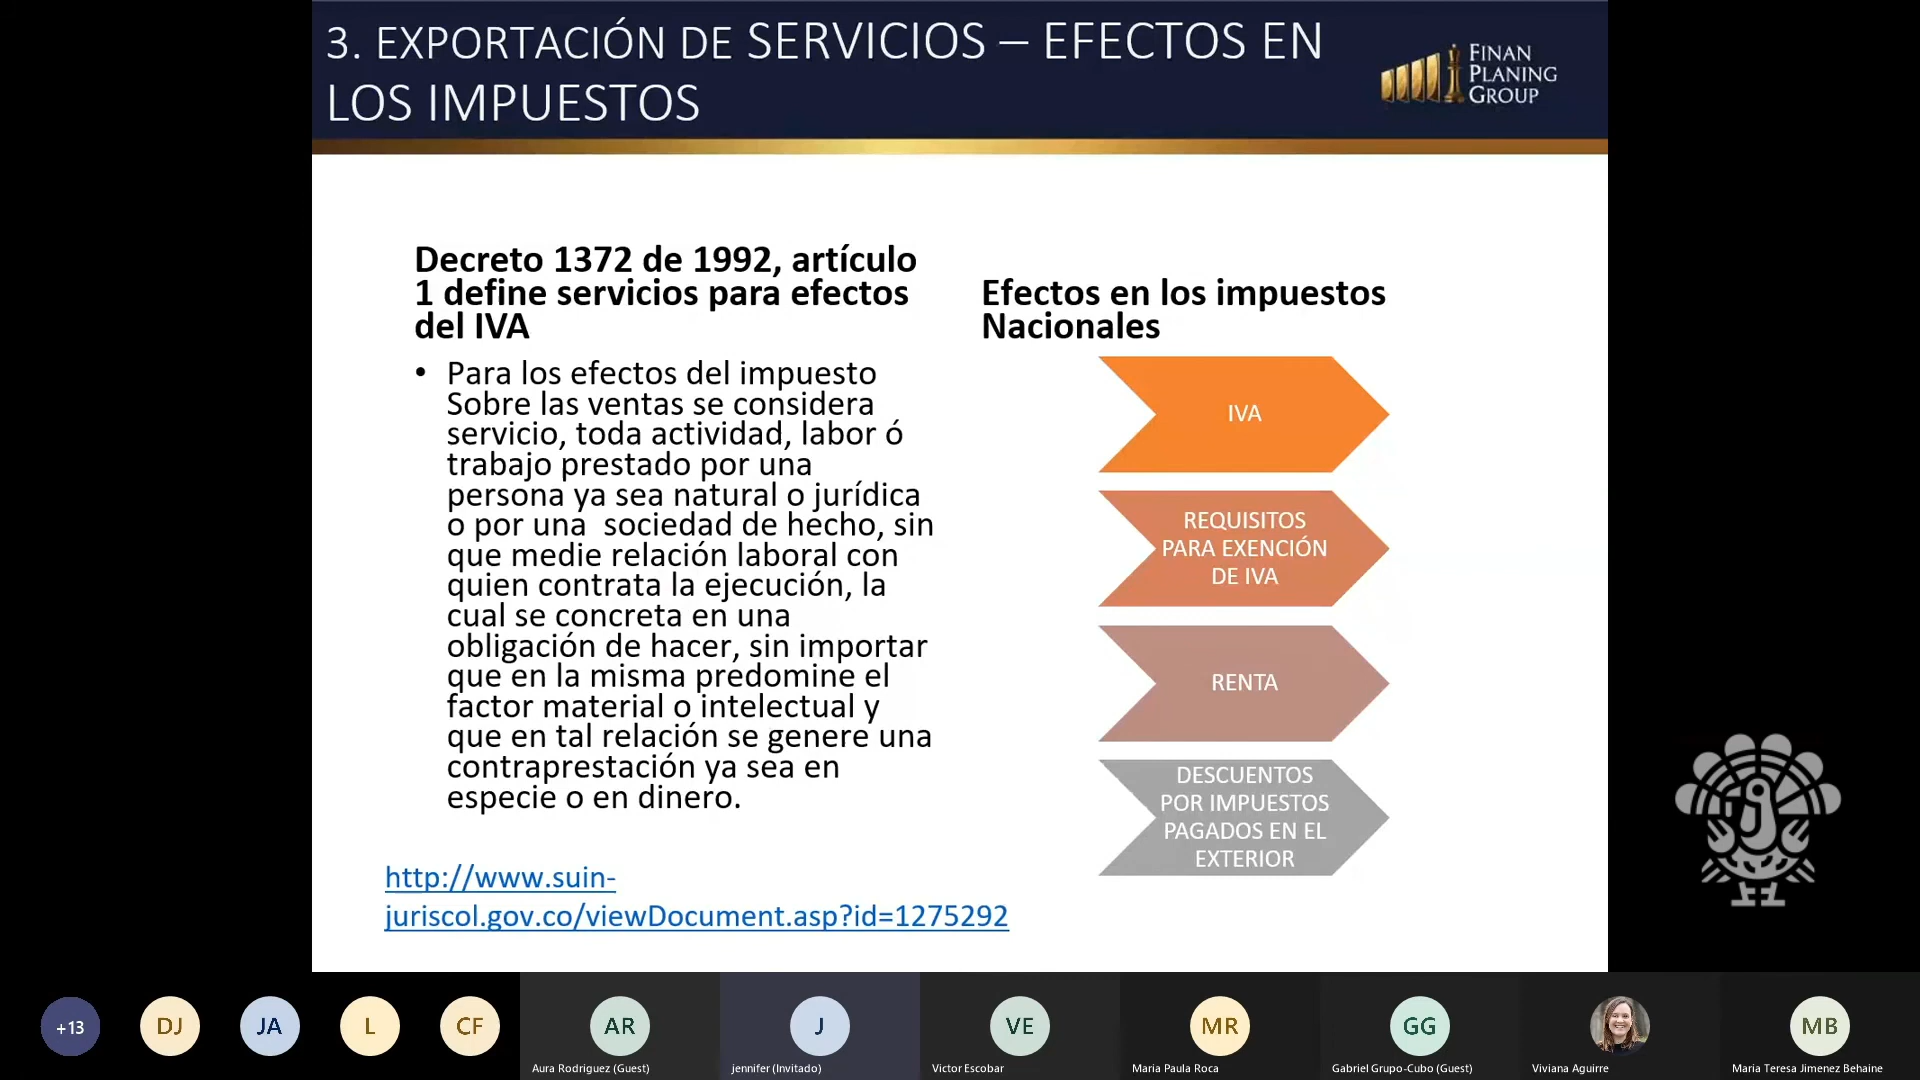 3. EXPORTACIÓN DE SERVICIOS – EFECTOS EN
LOS IMPUESTOS
FINAN
PLANING
GROUP
Decreto 1372 de 1992, artículo
1 define servicios para efectos
del IVA
• Para los efectos del impuesto
Sobre las ventas se considera
servicio, toda actividad, labor ó
trabajo prestado por una
persona ya sea natural o jurídica
o por una  sociedad de hecho, sin
que medie relación laboral con
quien contrata la ejecución, la
cual se concreta en una
obligación de hacer, sin importar
que en la misma predomine el
factor material o intelectual y
que en tal relación se genere una
contraprestación ya sea en
especie o en dinero.
http://www.suin-
juriscol.gov.co/viewDocument.asp?id=1275292
Efectos en los impuestos
Nacionales
IVA
REQUISITOS
PARA EXENCIÓN
DE IVA
RENTA
DESCUENTOS
POR IMPUESTOS
PAGADOS EN EL
EXTERIOR
+13
DJ
JA
L
CF
AR
Aura Rodriguez (Guest)
J
jennifer (Invitado)
VE
Victor Escobar
MR
Maria Paula Roca
GG
Gabriel Grupo-Cubo (Guest)
Viviana Aguirre
MB
María Teresa Jimenez Behaine